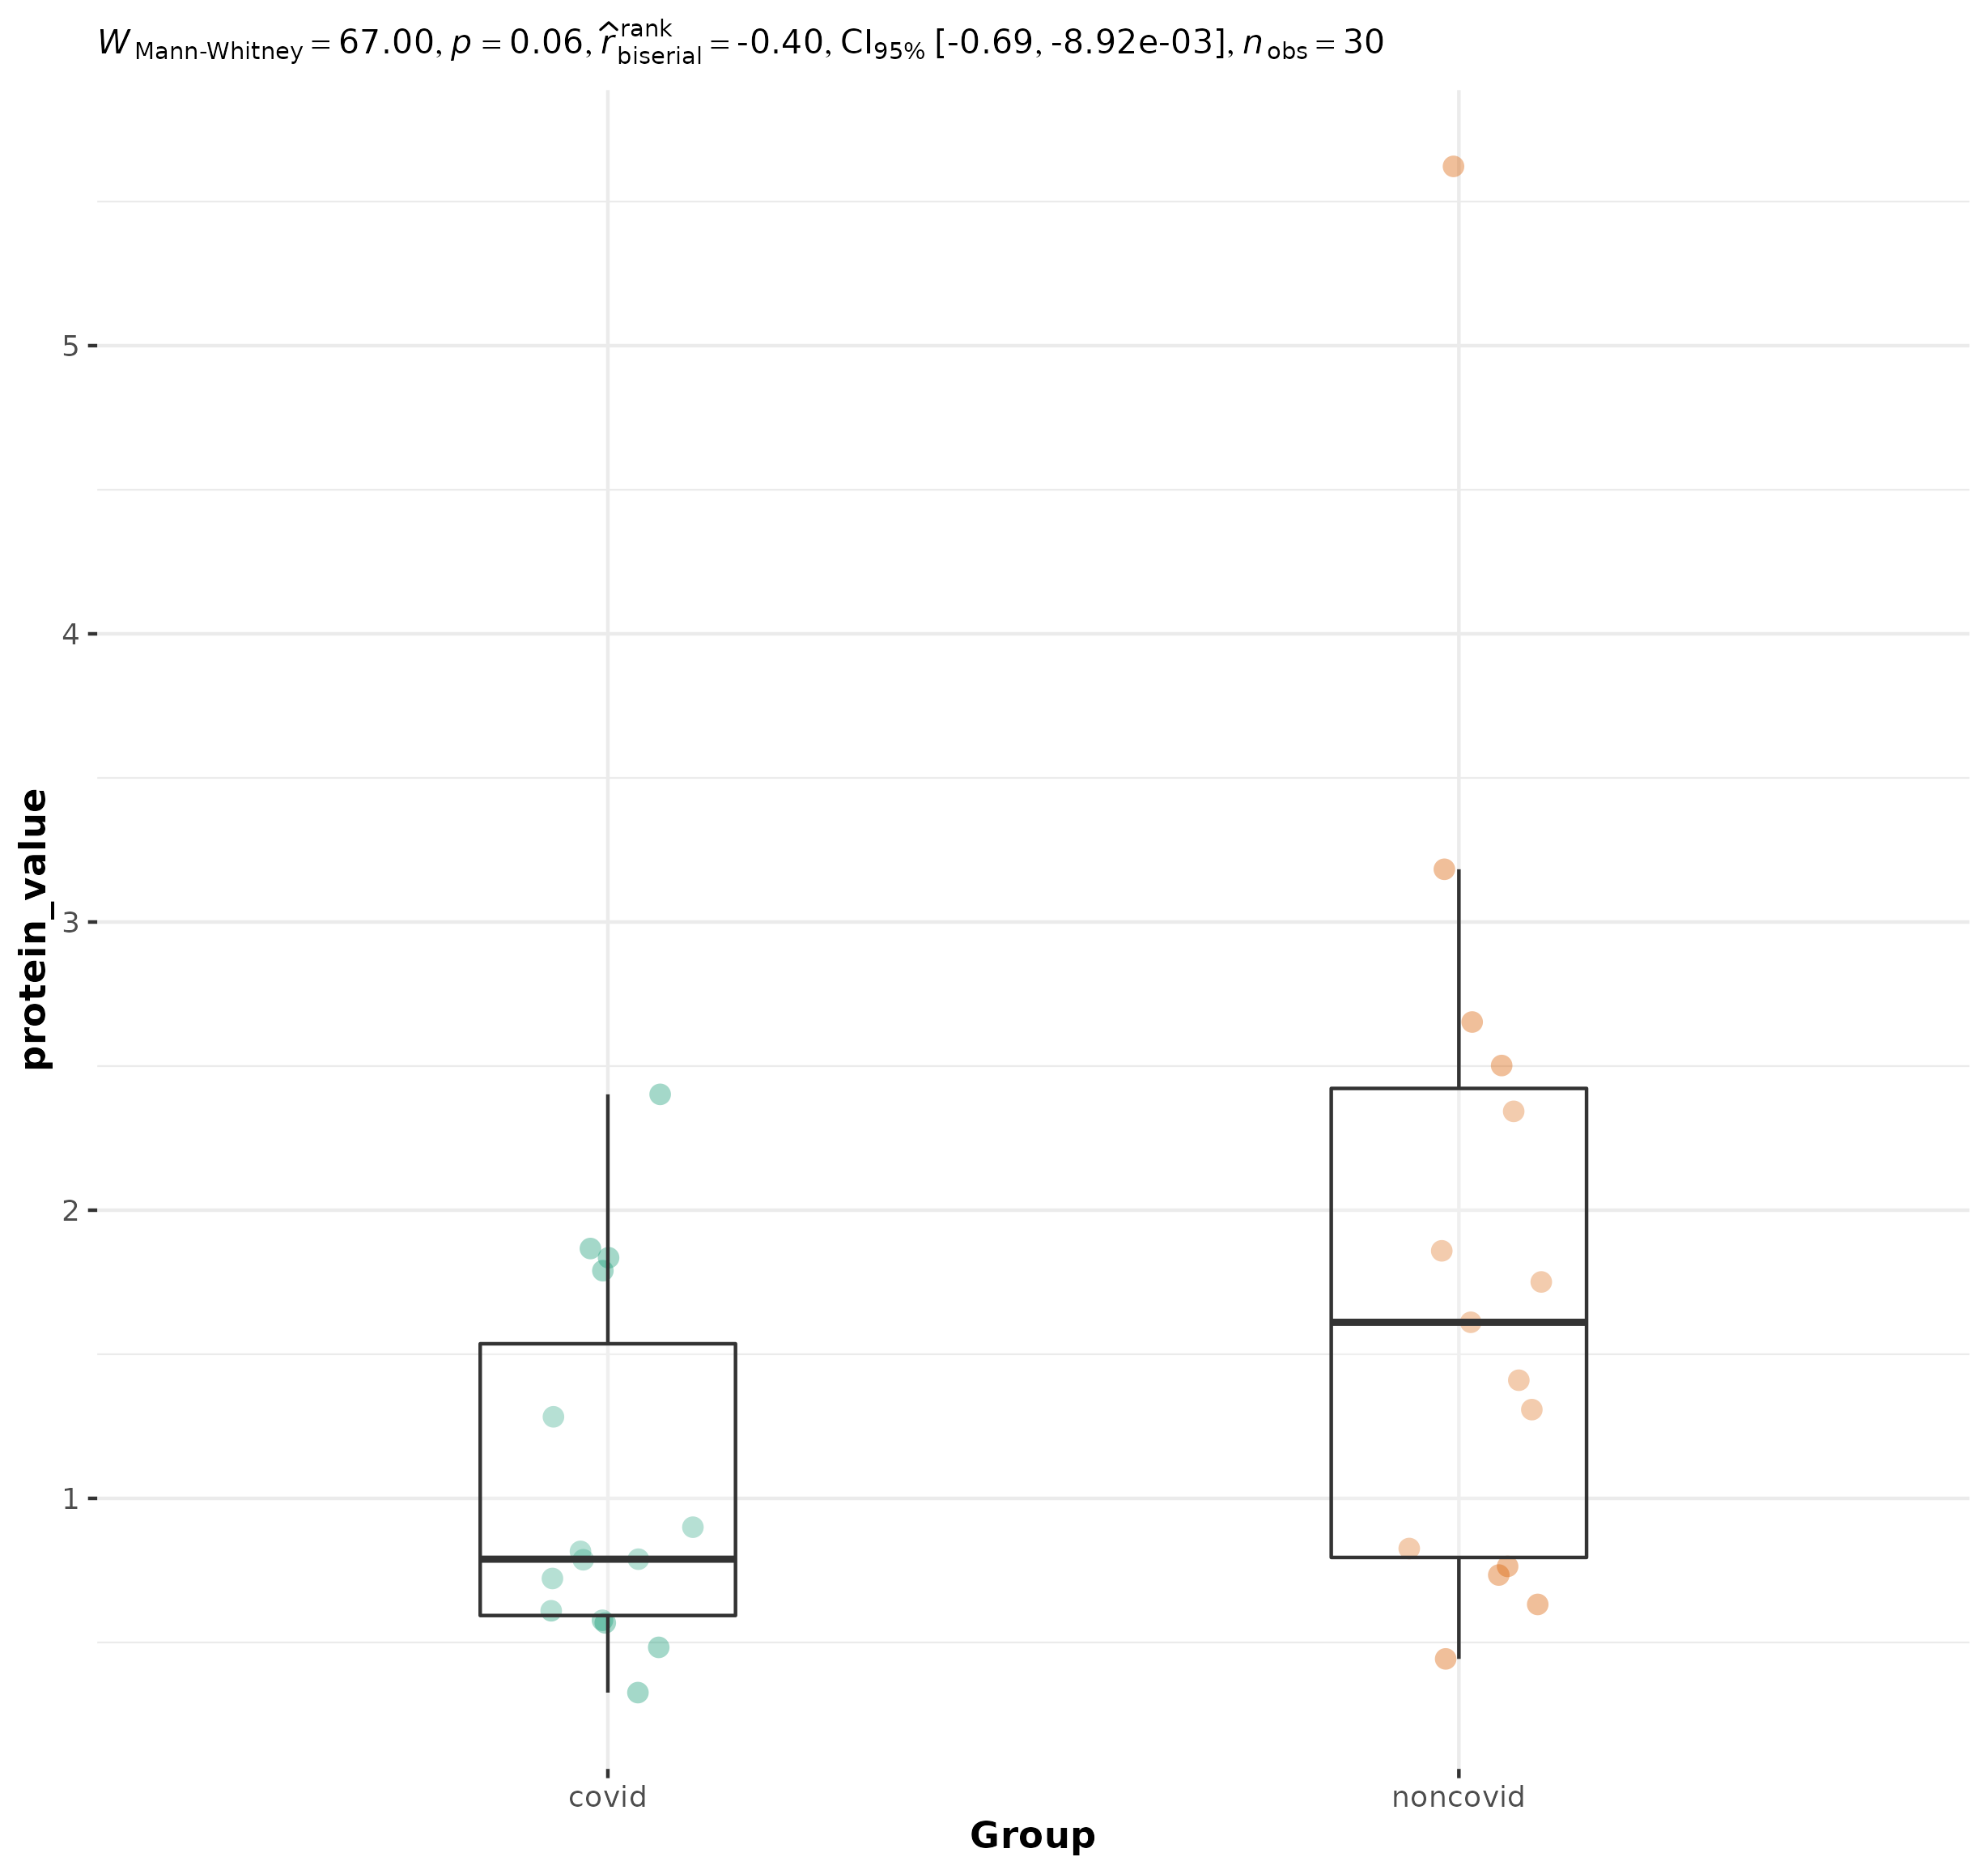 W Mann-Whitney = 67.00, p = 0.06, r̂ rank biserial = -0.40, CI95% [-0.69, -8.92e-03], n obs = 30
5
4
3
2
1
protein_value
covid noncovid
Group